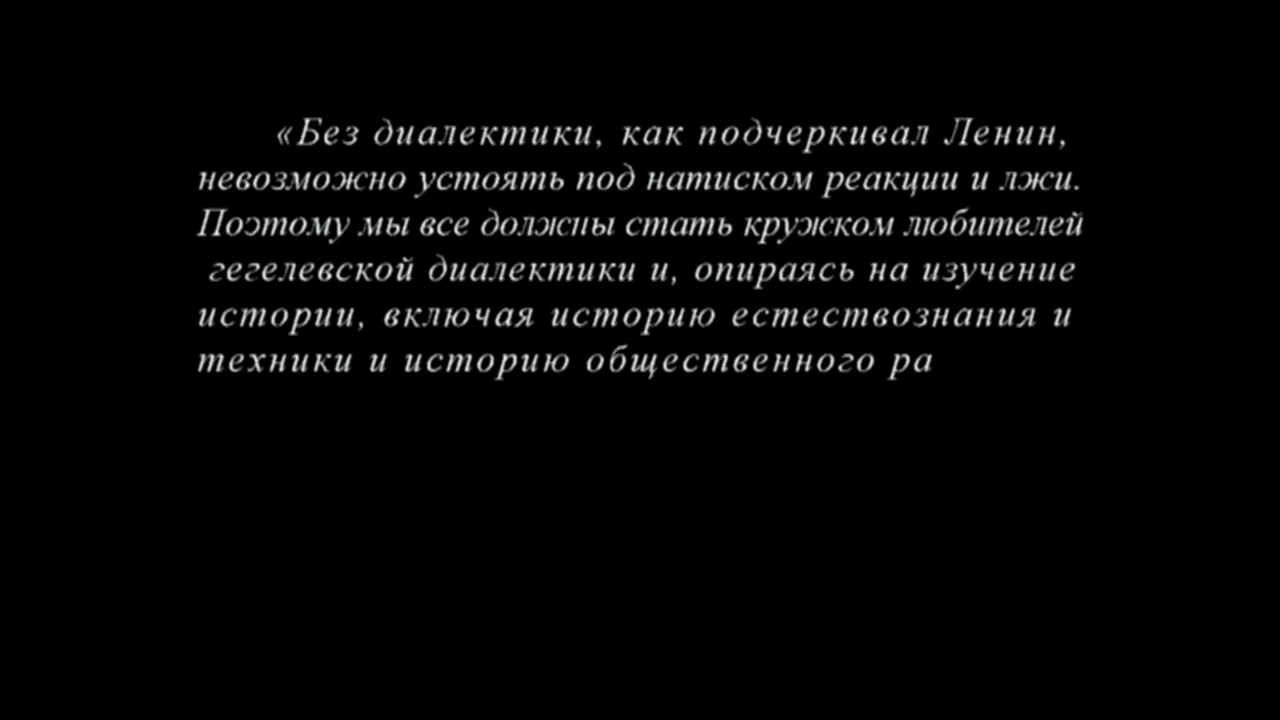 «Без диалектики, как подчеркивал Ленин,
невозможно устоять под натиском реакции и лжи.
Поэтому мы все должны стать кружком любителей
гегелевской диалектики и, опираясь на изучение
истории, включая историю естествознания и
техники и историю общественного ра